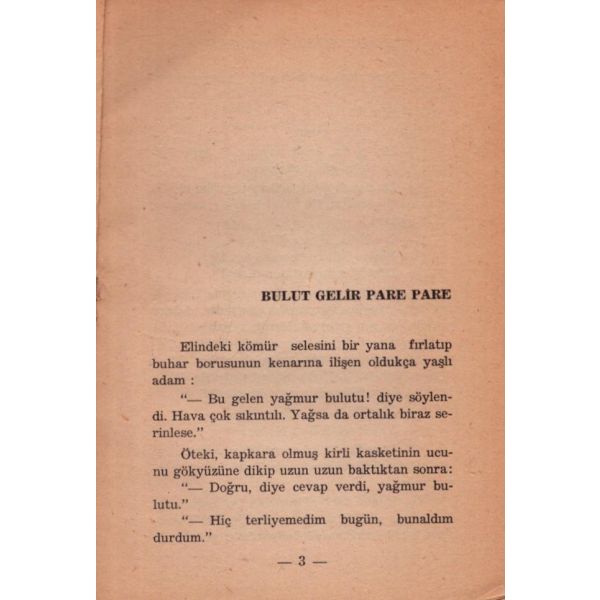 BULUT GELİR PARE PARE
Elindeki kömür selesini bir yana fırlatıp
buhar borusunun kenarına ilişen oldukça yaşlı
adam :
"— Bu gelen yağmur bulutu! diye söylen-
di. Hava çok sıkıntılı. Yağsa da ortalık biraz se-
rinlese."
Öteki, kapkara olmuş kirli kasketinin ucu-
nu gökyüzüne dikip uzun uzun baktıktan sonra:
"— Doğru, diye cevap verdi, yağmur bu-
lutu."
"— Hiç terliyemedim bugün, bunaldım
durdum."
— 3 —